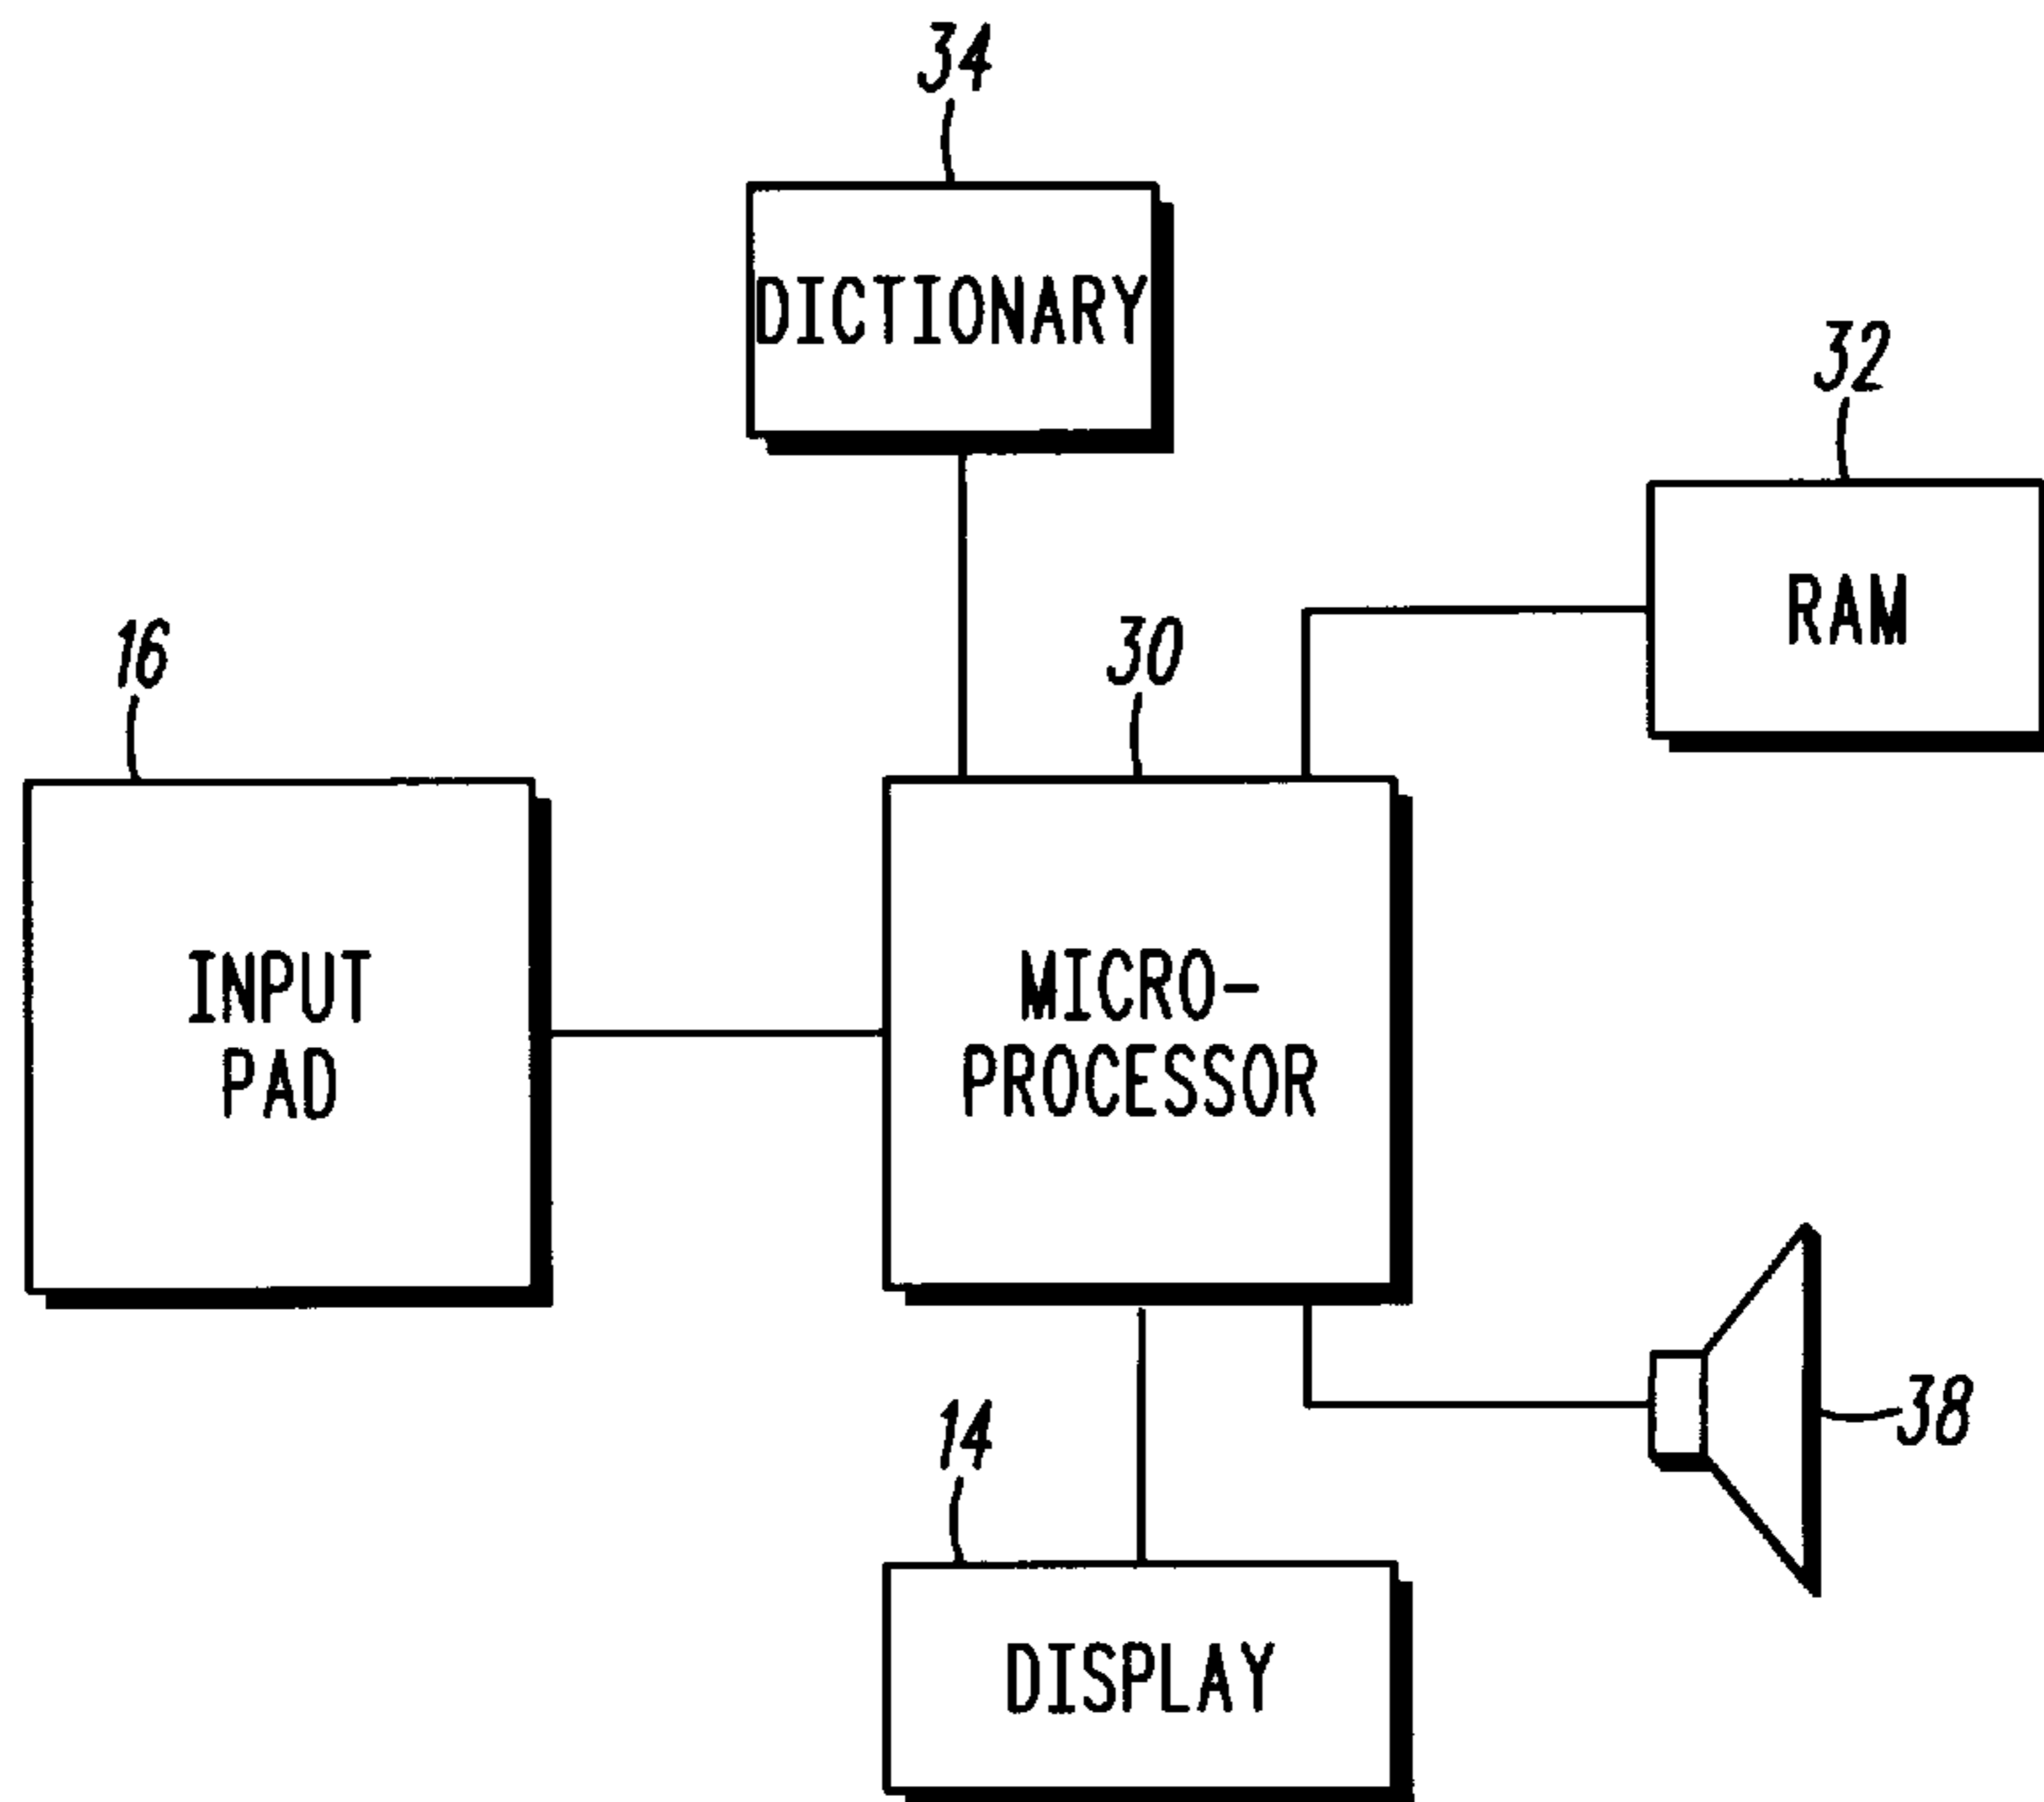 34
DICTIONARY
32
RAM
16
30
INPUT
PAD
MICRO-
PROCESSOR
38
14
DISPLAY